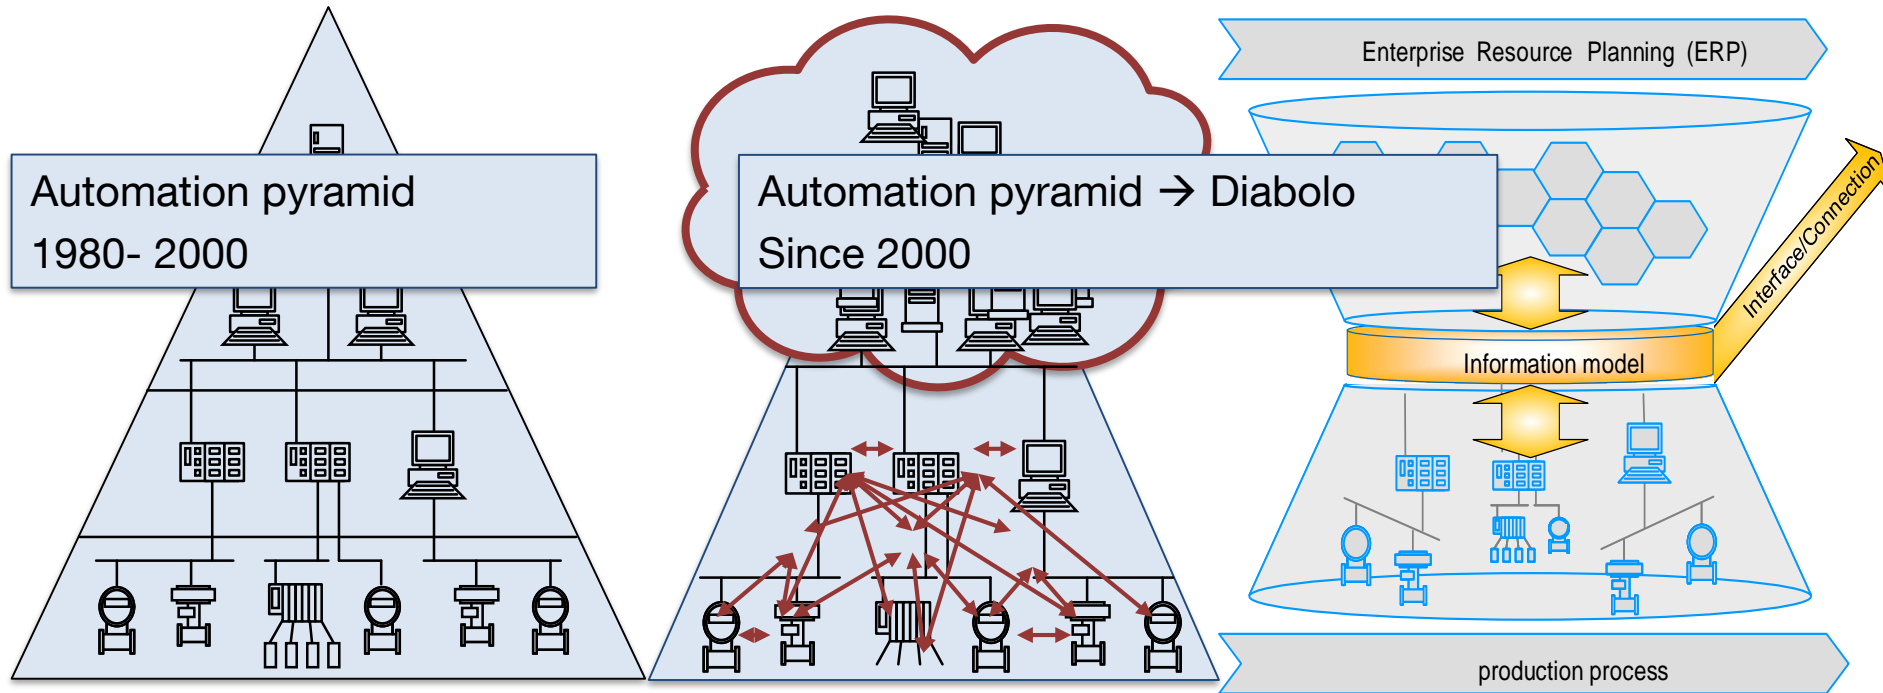 Automation pyramid
1980- 2000
Automation pyramid → Diabolo
Since 2000
Enterprise Resource Planning (ERP)
Interface/Connection
Information model
production process